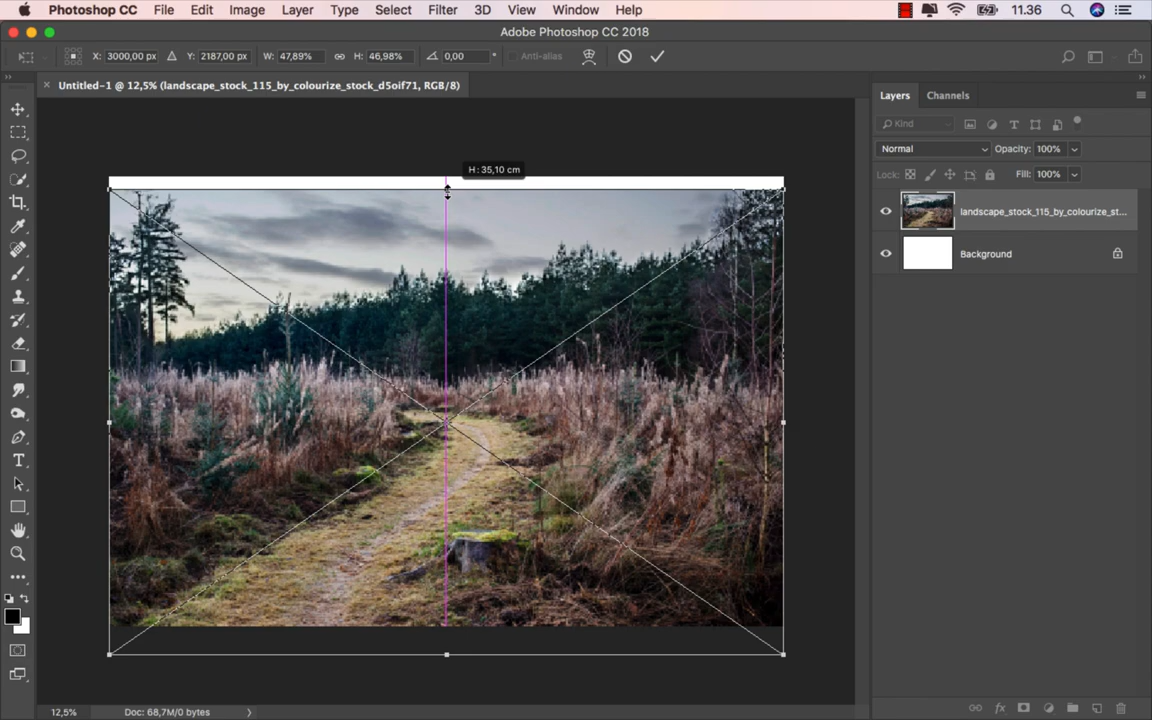 Photoshop CC File Edit Image Layer Type Select Filter 3D View Window Help 11.36
Adobe Photoshop CC 2018
X: 3000,00 px Y: 2187,00 px W: 47,89% H: 46,98% 0,00 ° Anti-alias
Untitled-1 @ 12,5% (landscape_stock_115_by_colourize_stock_d5oif71, RGB/8)
Layers Channels
Kind
Normal Opacity: 100%
H: 35,10 cm
Lock: Fill: 100%
landscape_stock_115_by_colourize_st...
Background
12,5% Doc: 68,7M/0 bytes